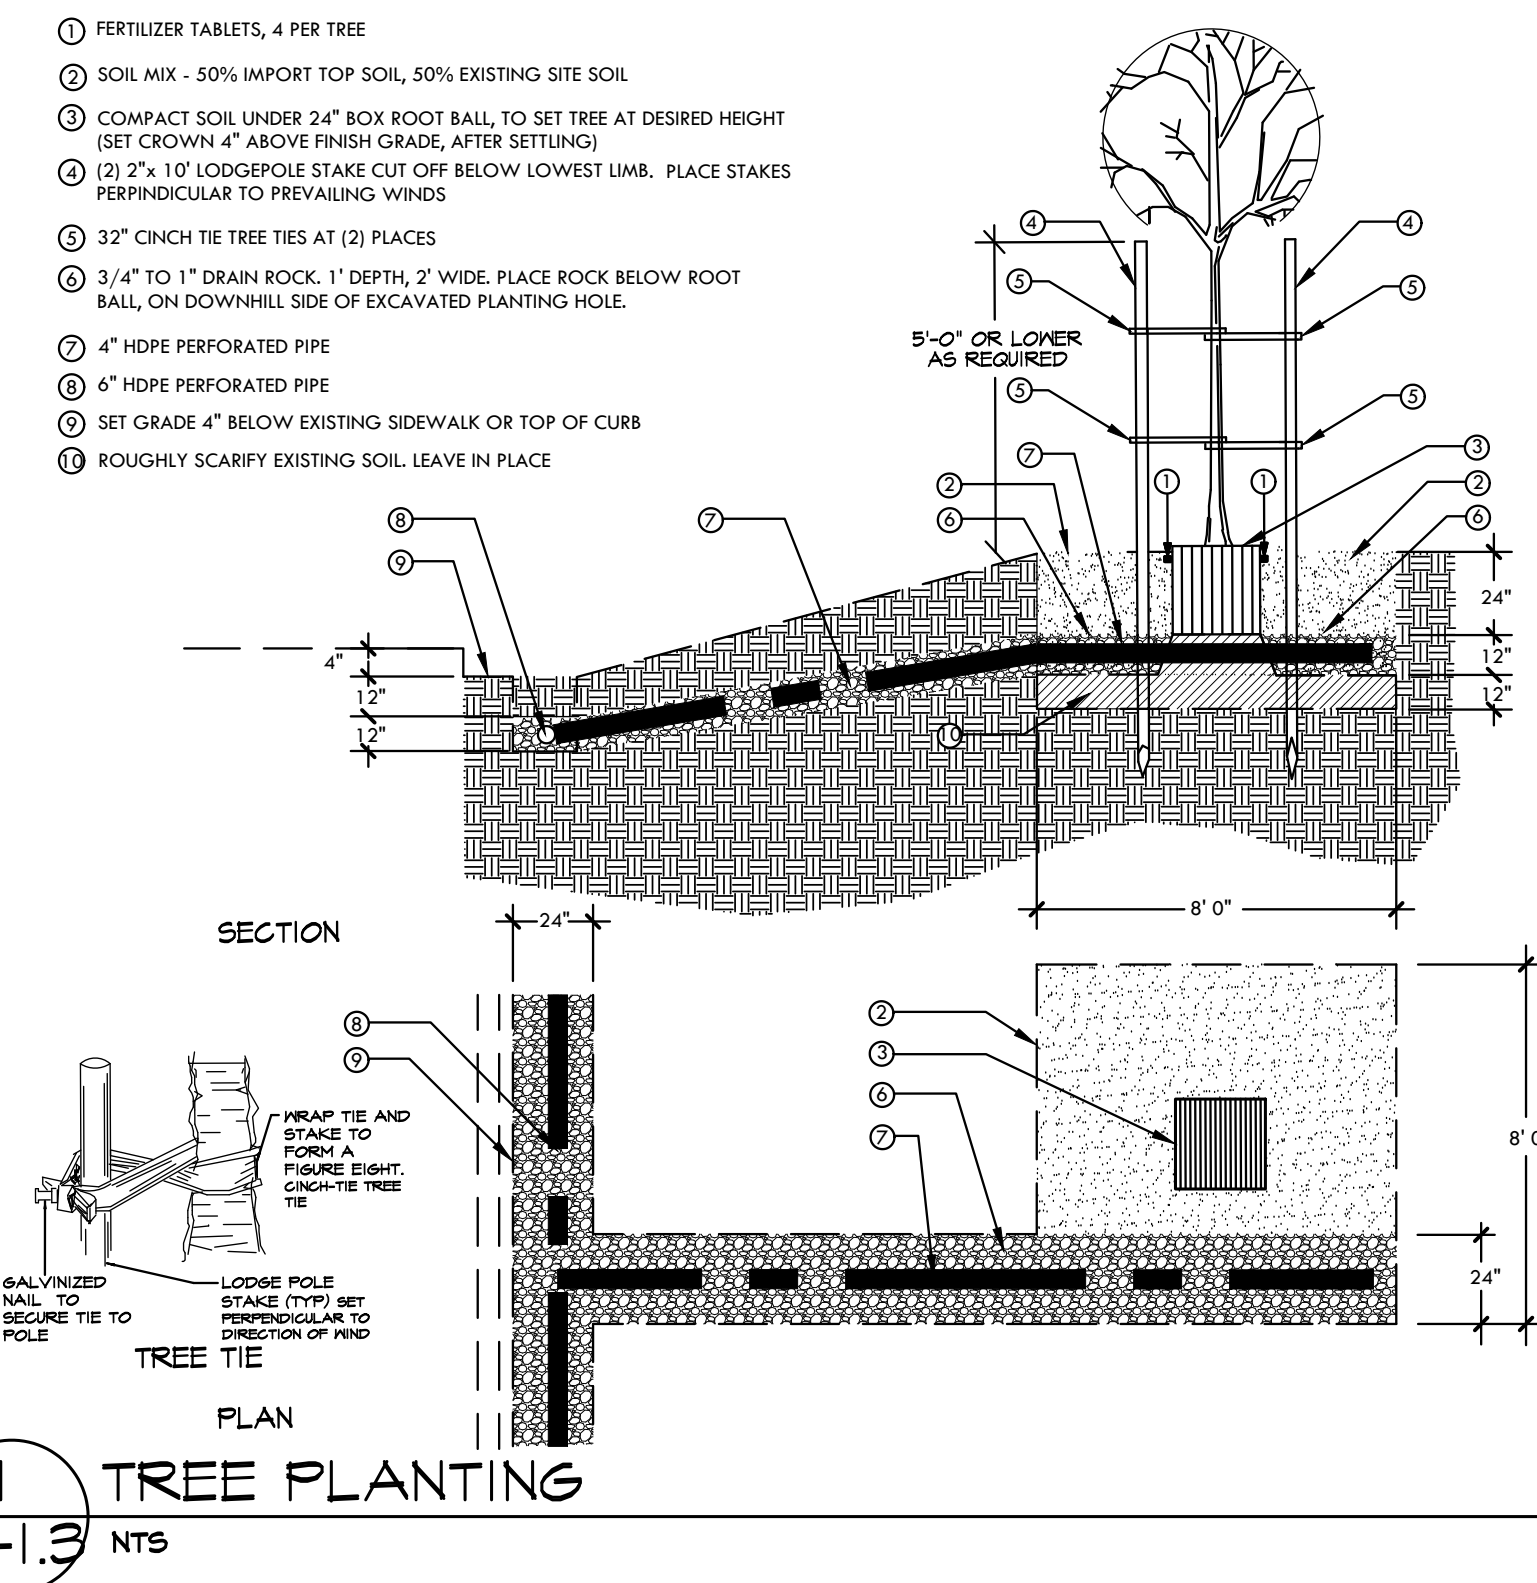 1 FERTILIZER TABLETS, 4 PER TREE
2 SOIL MIX - 50% IMPORT TOP SOIL, 50% EXISTING SITE SOIL
3 COMPACT SOIL UNDER 24" BOX ROOT BALL, TO SET TREE AT DESIRED HEIGHT
(SET CROWN 4" ABOVE FINISH GRADE, AFTER SETTLING)
4 (2) 2"x 10' LODGEPOLE STAKE CUT OFF BELOW LOWEST LIMB. PLACE STAKES
PERPINDICULAR TO PREVAILING WINDS
5 32" CINCH TIE TREE TIES AT (2) PLACES
6 3/4" TO 1" DRAIN ROCK. 1' DEPTH, 2' WIDE. PLACE ROCK BELOW ROOT
BALL, ON DOWNHILL SIDE OF EXCAVATED PLANTING HOLE.
7 4" HDPE PERFORATED PIPE
8 6" HDPE PERFORATED PIPE
9 SET GRADE 4" BELOW EXISTING SIDEWALK OR TOP OF CURB
10 ROUGHLY SCARIFY EXISTING SOIL. LEAVE IN PLACE
4
4
5
5
5'-0" OR LOWER
AS REQUIRED
5
5
7
3
2
1
1
2
8
7
6
6
9
24"
4"
12"
12"
12"
12"
10
SECTION
24"
8' 0"
8
2
9
3
6
7
8' 0
24"
WRAP TIE AND
STAKE TO
FORM A
FIGURE EIGHT.
CINCH-TIE TREE
TIE
GALVINIZED
NAIL TO
SECURE TIE TO
POLE
LODGE POLE
STAKE (TYP) SET
PERPENDICULAR TO
DIRECTION OF WIND
TREE TIE
PLAN
TREE PLANTING
-1.3 NTS